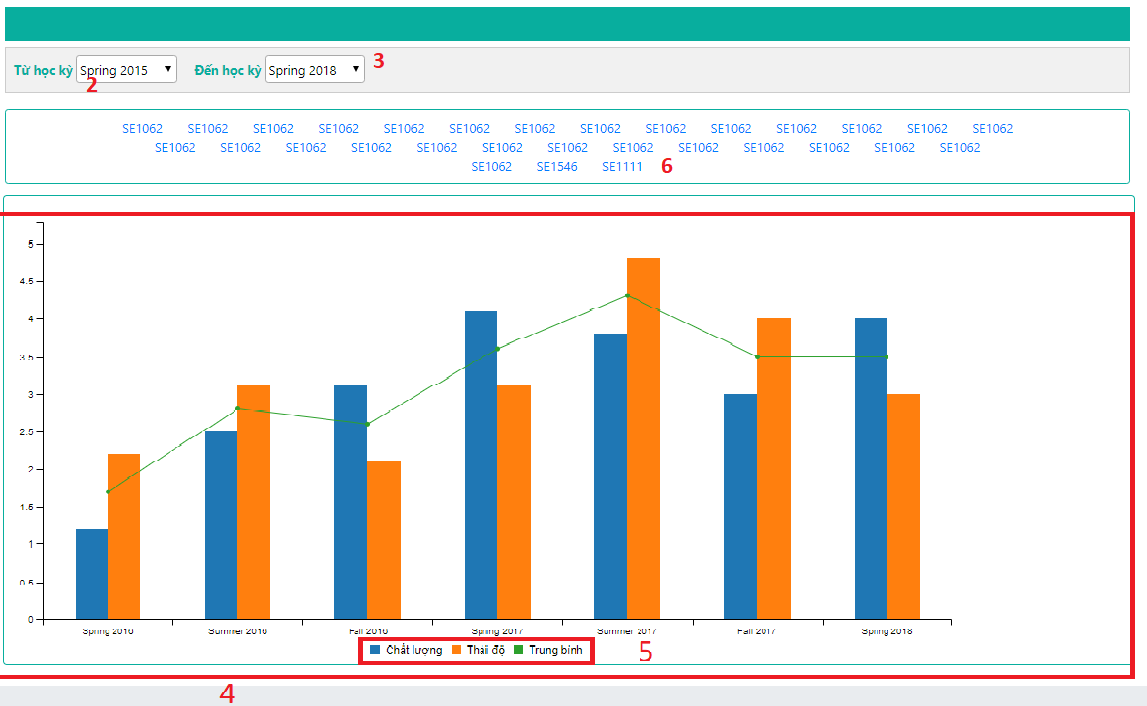 Từ học kỳ Spring 2015 Đến học kỳ Spring 2018 3
2
SE1062 SE1062 SE1062 SE1062 SE1062 SE1062 SE1062 SE1062 SE1062 SE1062 SE1062 SE1062 SE1062 SE1062
SE1062 SE1062 SE1062 SE1062 SE1062 SE1062 SE1062 SE1062 SE1062 SE1062 SE1062 SE1062 SE1062
SE1062 SE1546 SE1111 6
5
4.5
4
3.5
3
2.5
2
1.5
1
0.5
0
Spring 2016 Summer 2016 Fall 2016 Spring 2017 Summer 2017 Fall 2017 Spring 2018
Chất lượng Thái độ Trung bình 5
4